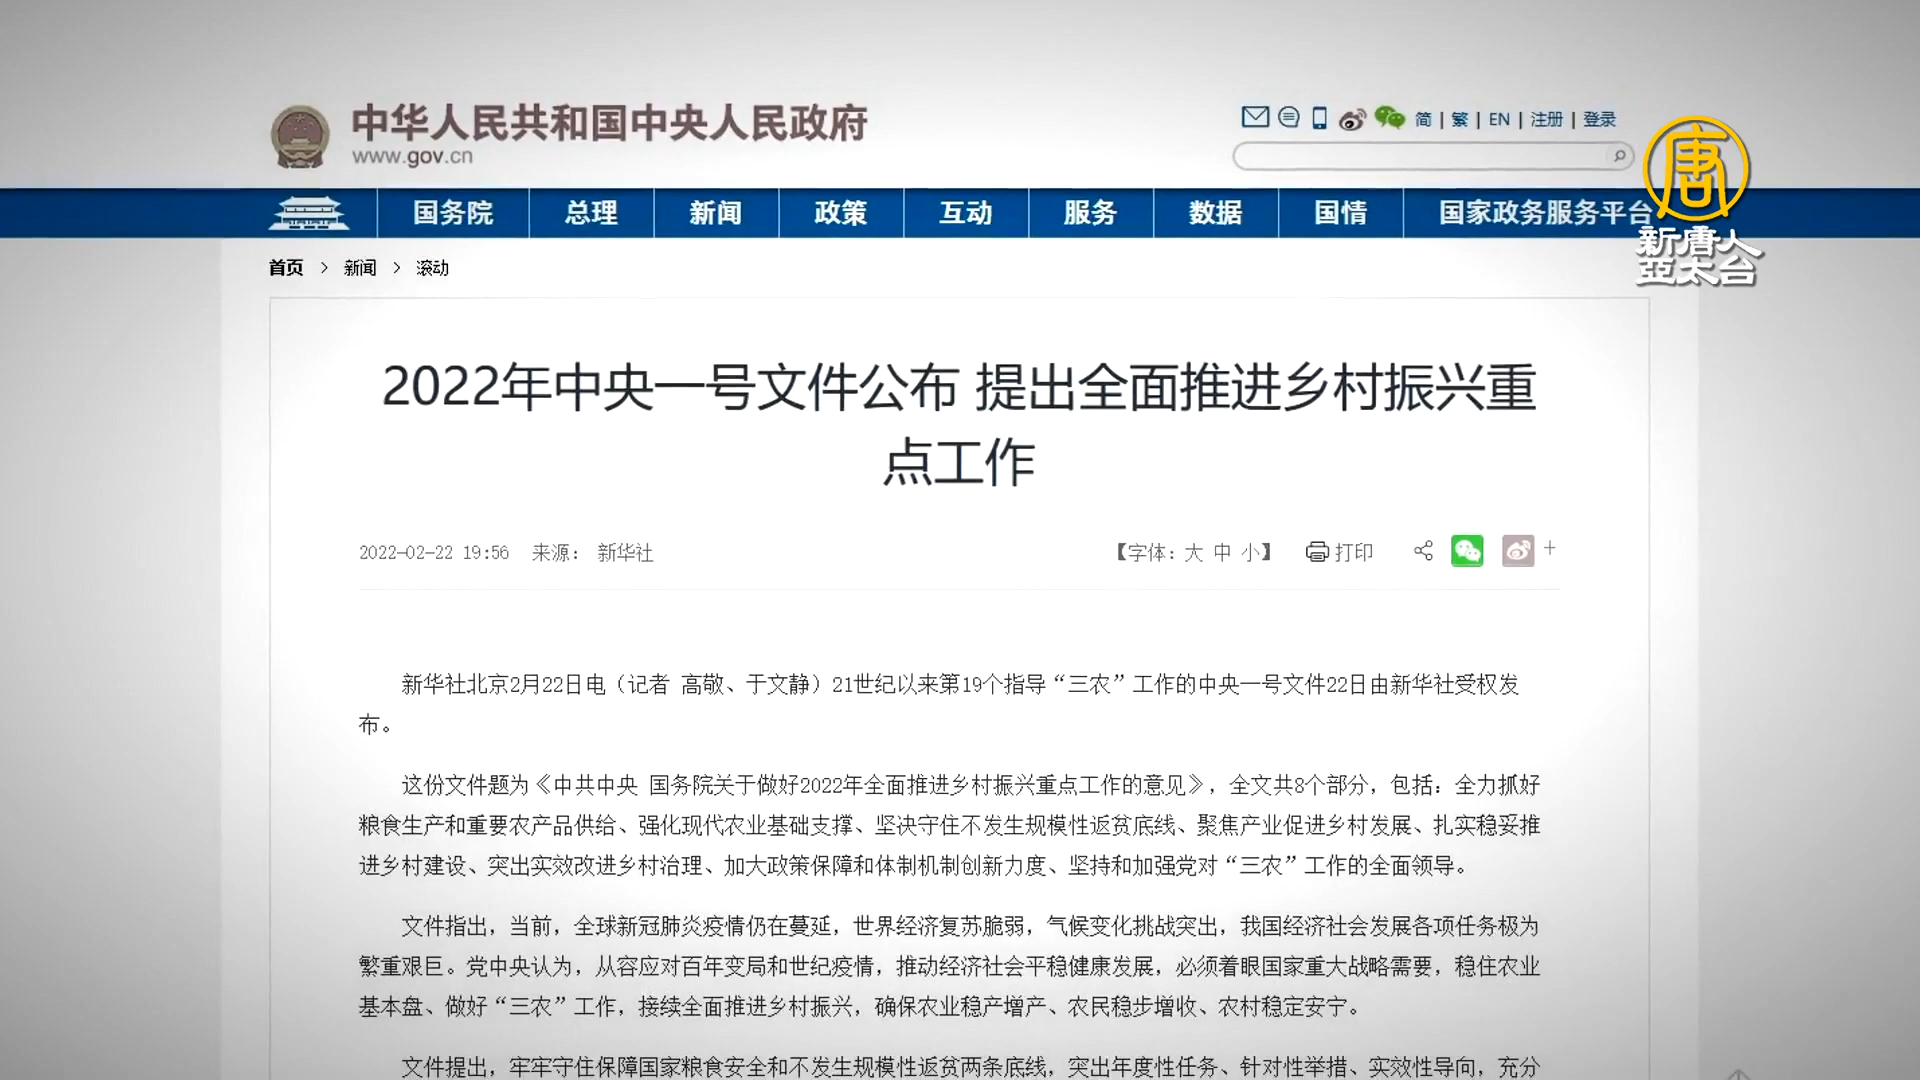 中华人民共和国中央人民政府
www.gov.cn
简 | 繁 | EN | 注册 | 登录
唐
新唐人
亞太台
国务院 总理 新闻 政策 互动 服务 数据 国情 国家政务服务平台
首页 > 新闻 > 滚动
2022年中央一号文件公布 提出全面推进乡村振兴重
点工作
2022-02-22 19:56 来源： 新华社 【字体：大 中 小】 打印 +
新华社北京2月22日电（记者 高敬、于文静）21世纪以来第19个指导“三农”工作的中央一号文件22日由新华社受权发
布。
这份文件题为《中共中央 国务院关于做好2022年全面推进乡村振兴重点工作的意见》，全文共8个部分，包括：全力抓好
粮食生产和重要农产品供给、强化现代农业基础支撑、坚决守住不发生规模性返贫底线、聚焦产业促进乡村发展、扎实稳妥推
进乡村建设、突出实效改进乡村治理、加大政策保障和体制机制创新力度、坚持和加强党对“三农”工作的全面领导。
文件指出，当前，全球新冠肺炎疫情仍在蔓延，世界经济复苏脆弱，气候变化挑战突出，我国经济社会发展各项任务极为
繁重艰巨。党中央认为，从容应对百年变局和世纪疫情，推动经济社会平稳健康发展，必须着眼国家重大战略需要，稳住农业
基本盘、做好“三农”工作，接续全面推进乡村振兴，确保农业稳产增产、农民稳步增收、农村稳定安宁。
文件提出，牢牢守住保障国家粮食安全和不发生规模性返贫两条底线，突出年度性任务、针对性举措、实效性导向，充分